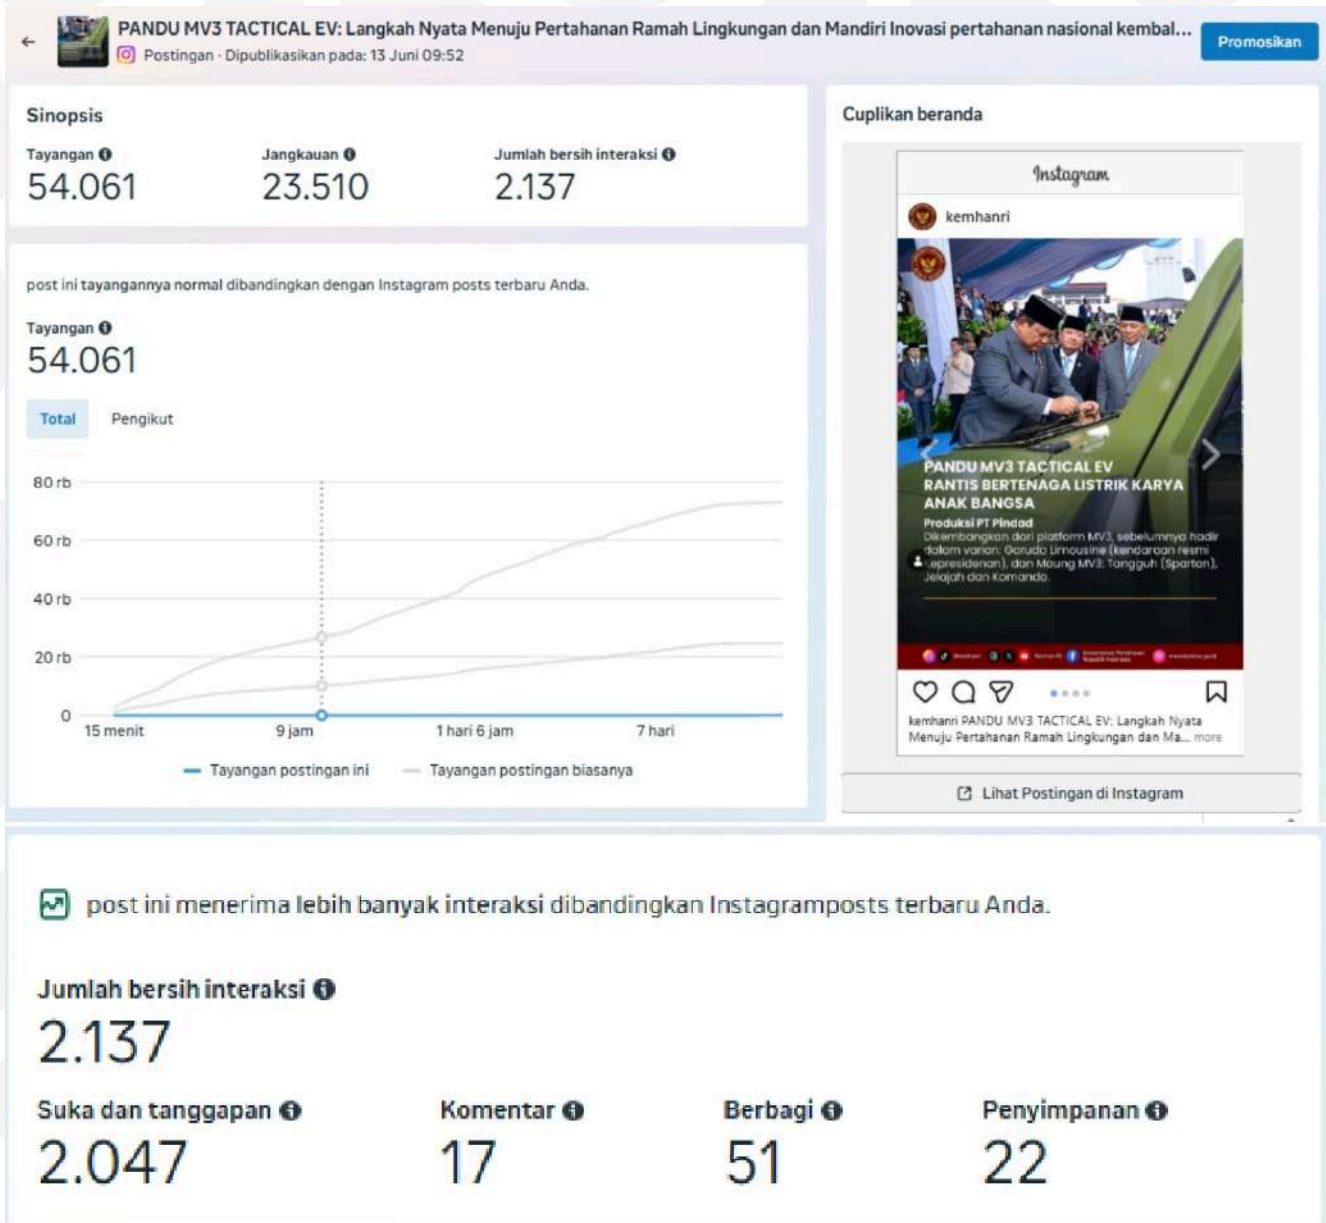 PANDU MV3 TACTICAL EV: Langkah Nyata Menuju Pertahanan Ramah Lingkungan dan Mandiri Inovasi pertahanan nasional kembal...
Postingan · Dipublikasikan pada: 13 Juni 09:52
Promosikan
Sinopsis
Tayangan
54.061
Jangkauan
23.510
Jumlah bersih interaksi
2.137
post ini tayangannya normal dibandingkan dengan Instagram posts terbaru Anda.
Tayangan
54.061
Total
Pengikut
80 rb
60 rb
40 rb
20 rb
0
15 menit
9 jam
1 hari 6 jam
7 hari
Tayangan postingan ini
Tayangan postingan biasanya
Cuplikan beranda
Instagram
kemhanri
PANDU MV3 TACTICAL EV
RANTIS BERTENAGA LISTRIK KARYA
ANAK BANGSA
Produksi PT Pindad
Dikembangkan dari platform MV3, sebelumnya hadir
dalam varian: Garuda Limousine (kendaraan resmi
kepresidenan), dan Maung MV3: Tangguh (Spartan),
Jelajah dan Komando.
kemhanri PANDU MV3 TACTICAL EV: Langkah Nyata
Menuju Pertahanan Ramah Lingkungan dan Ma... more
Lihat Postingan di Instagram
post ini menerima lebih banyak interaksi dibandingkan Instagramposts terbaru Anda.
Jumlah bersih interaksi
2.137
Suka dan tanggapan
2.047
Komentar
17
Berbagi
51
Penyimpanan
22